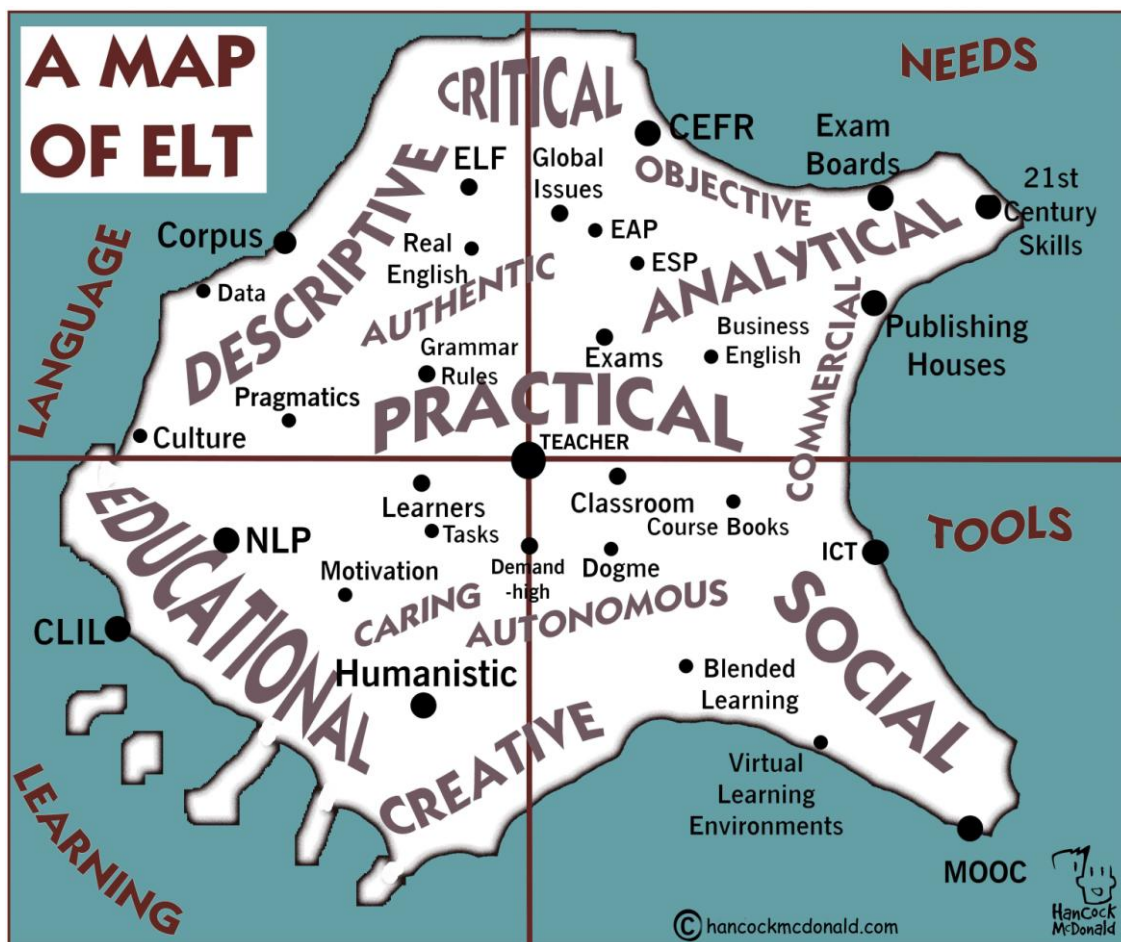 A MAP
OF ELT
NEEDS
LANGUAGE
TOOLS
LEARNING
CRITICAL
CEFR
Exam
Boards
ELF
Global
Issues
OBJECTIVE
21st
Century
Skills
DESCRIPTIVE
Corpus
Real
English
EAP
ESP
ANALYTICAL
Data
AUTHENTIC
COMMERCIAL
Publishing
Houses
Grammar
Rules
Exams
Business
English
Pragmatics
PRACTICAL
Culture
TEACHER
EDUCATIONAL
Learners
Classroom
Tasks
Course Books
NLP
Motivation
Demand
-high
Dogme
ICT
CARING
AUTONOMOUS
SOCIAL
CLIL
Humanistic
Blended
Learning
CREATIVE
Virtual
Learning
Environments
MOOC
© hancockmcdonald.com
HanCock
McDonald